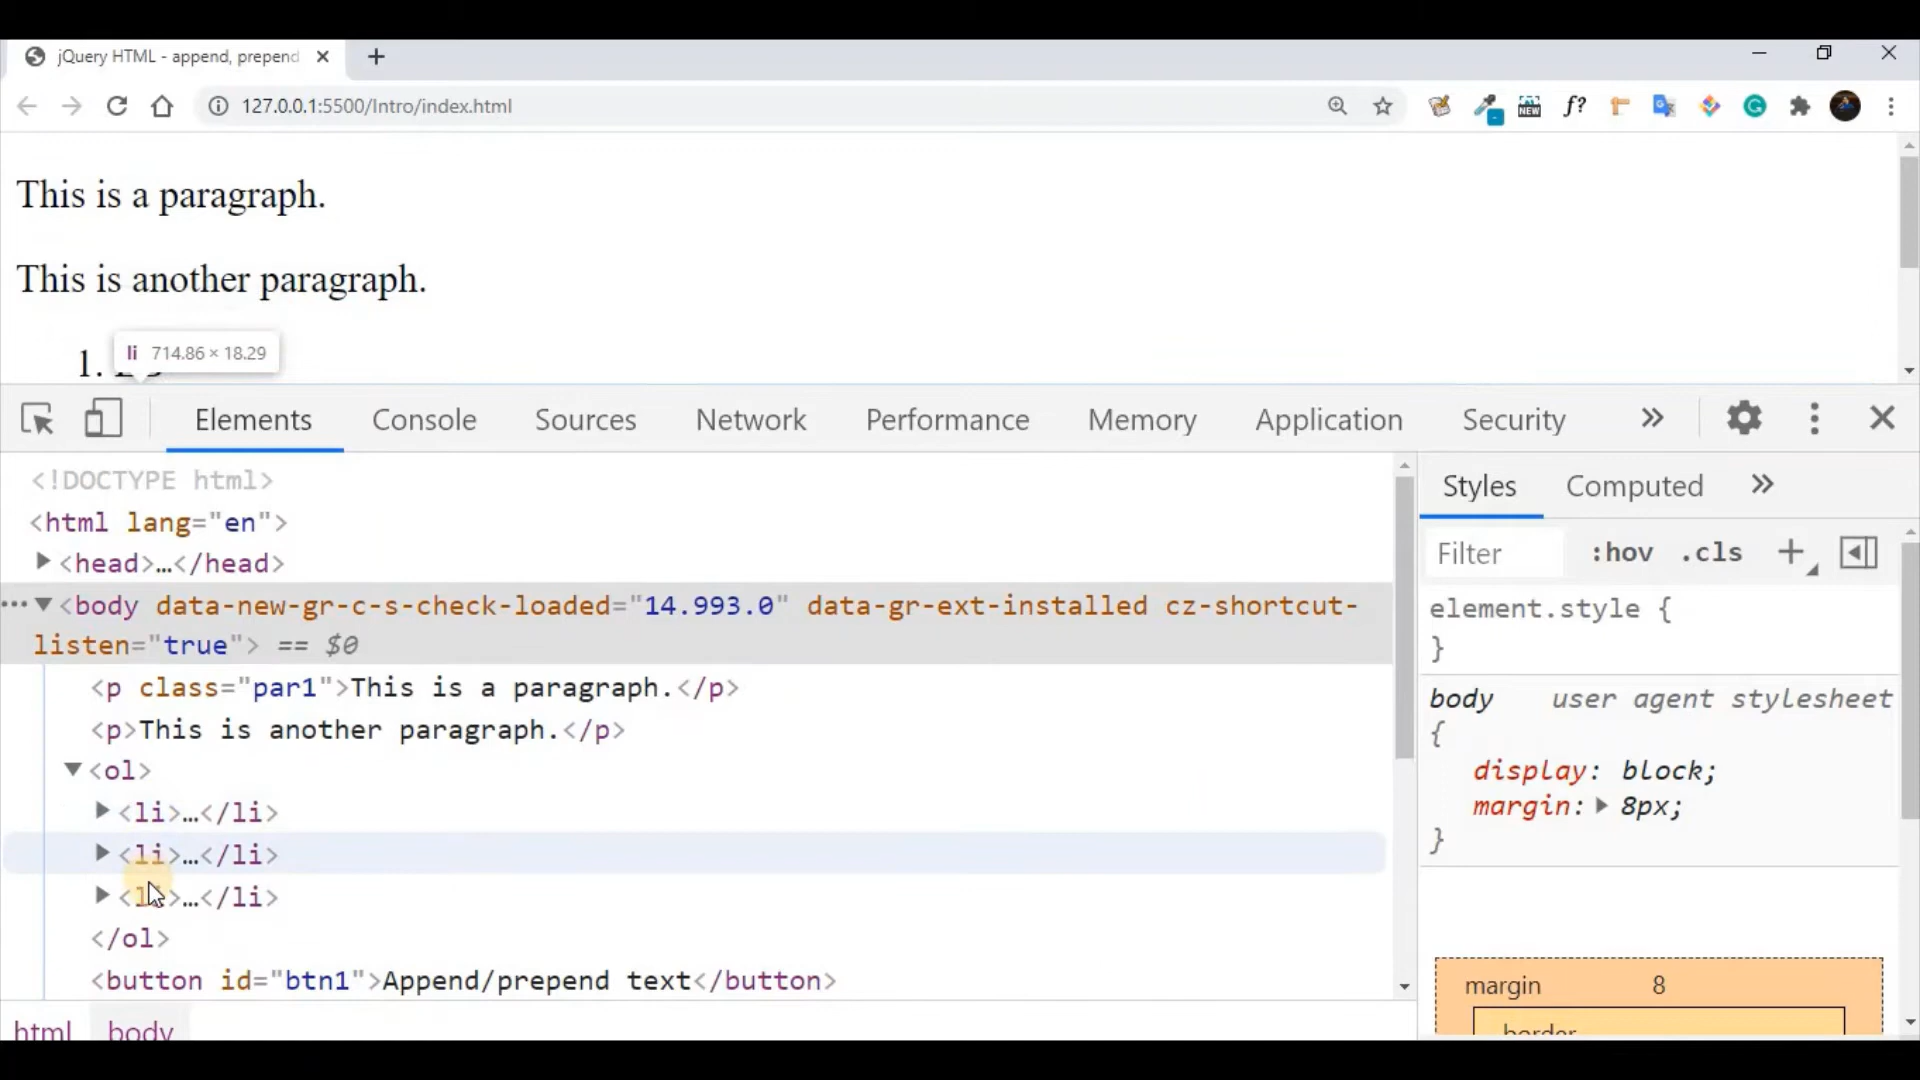 jQuery HTML - append, prepend
127.0.0.1:5500/Intro/index.html
NEW
f?
This is a paragraph.
This is another paragraph.
1.
li 714.86 × 18.29
Elements Console Sources Network Performance Memory Application Security
<!DOCTYPE html>
<html lang="en">
<head>…</head>
<body data-new-gr-c-s-check-loaded="14.993.0" data-gr-ext-installed cz-shortcut-
listen="true"> == $0
<p class="par1">This is a paragraph.</p>
<p>This is another paragraph.</p>
<ol>
<li>…</li>
<li>…</li>
<li>…</li>
</ol>
<button id="btn1">Append/prepend text</button>
html body
Styles Computed
Filter :hov .cls
element.style {
}
body user agent stylesheet
{
display: block;
margin: 8px;
}
margin 8
border